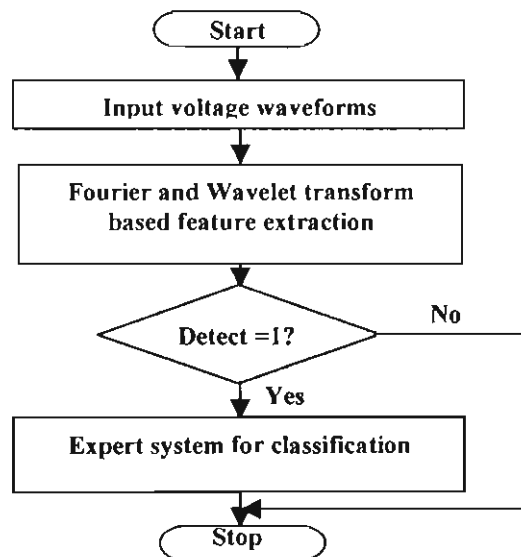 Start
Input voltage waveforms
Fourier and Wavelet transform
based feature extraction
Detect =1?
No
Yes
Expert system for classification
Stop